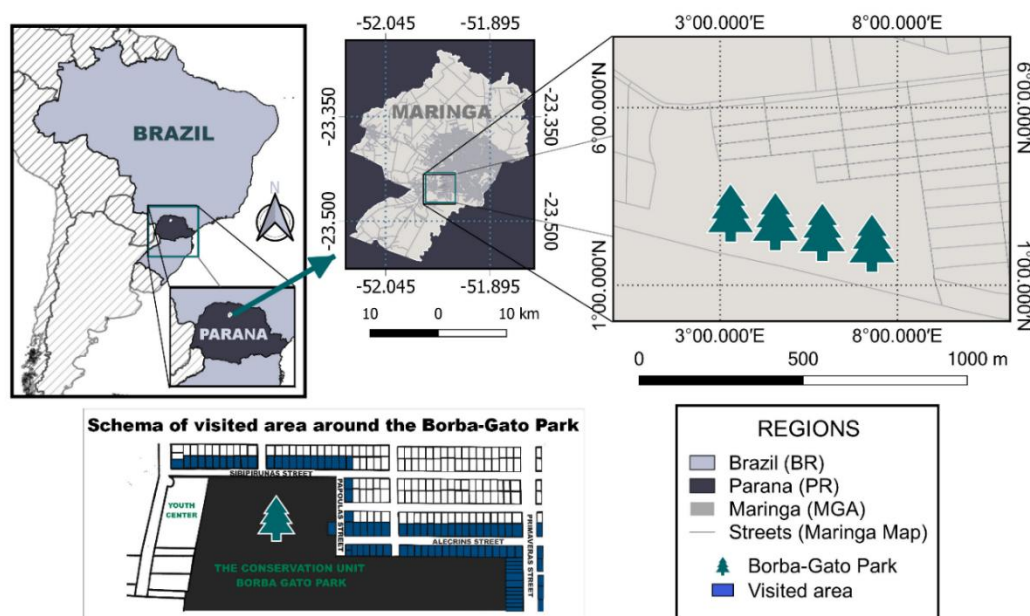 BRAZIL
N
PARANA
-52.045 -51.895
-23.350
-23.350
MARINGA
-23.500
-23.500
-52.045 -51.895
10 0 10 km
3°00.000′E 8°00.000′E
6°00.000′N
6°00.000′N
1°00.000′N
1°00.000′N
3°00.000′E 8°00.000′E
0 500 1000 m
Schema of visited area around the Borba-Gato Park
SIBIPIRUNAS STREET
YOUTH
CENTER
PAPOULAS STREET
ALECRINS STREET
PRIMAVERAS STREET
THE CONSERVATION UNIT
BORBA GATO PARK
REGIONS
Brazil (BR)
Parana (PR)
Maringa (MGA)
Streets (Maringa Map)
Borba-Gato Park
Visited area